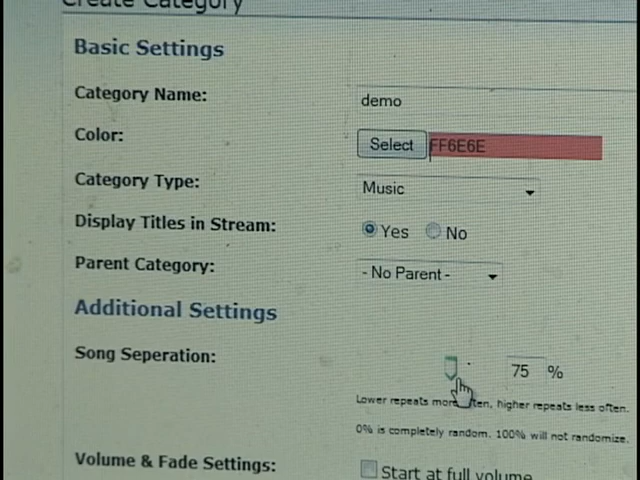 Create Category
Basic Settings
Category Name: demo
Color: Select FF6E6E
Category Type: Music
Display Titles in Stream: Yes No
Parent Category: - No Parent -
Additional Settings
Song Seperation: 75 %
Lower repeats more often, higher repeats less often.
0% is completely random. 100% will not randomize.
Volume & Fade Settings: Start at full volume